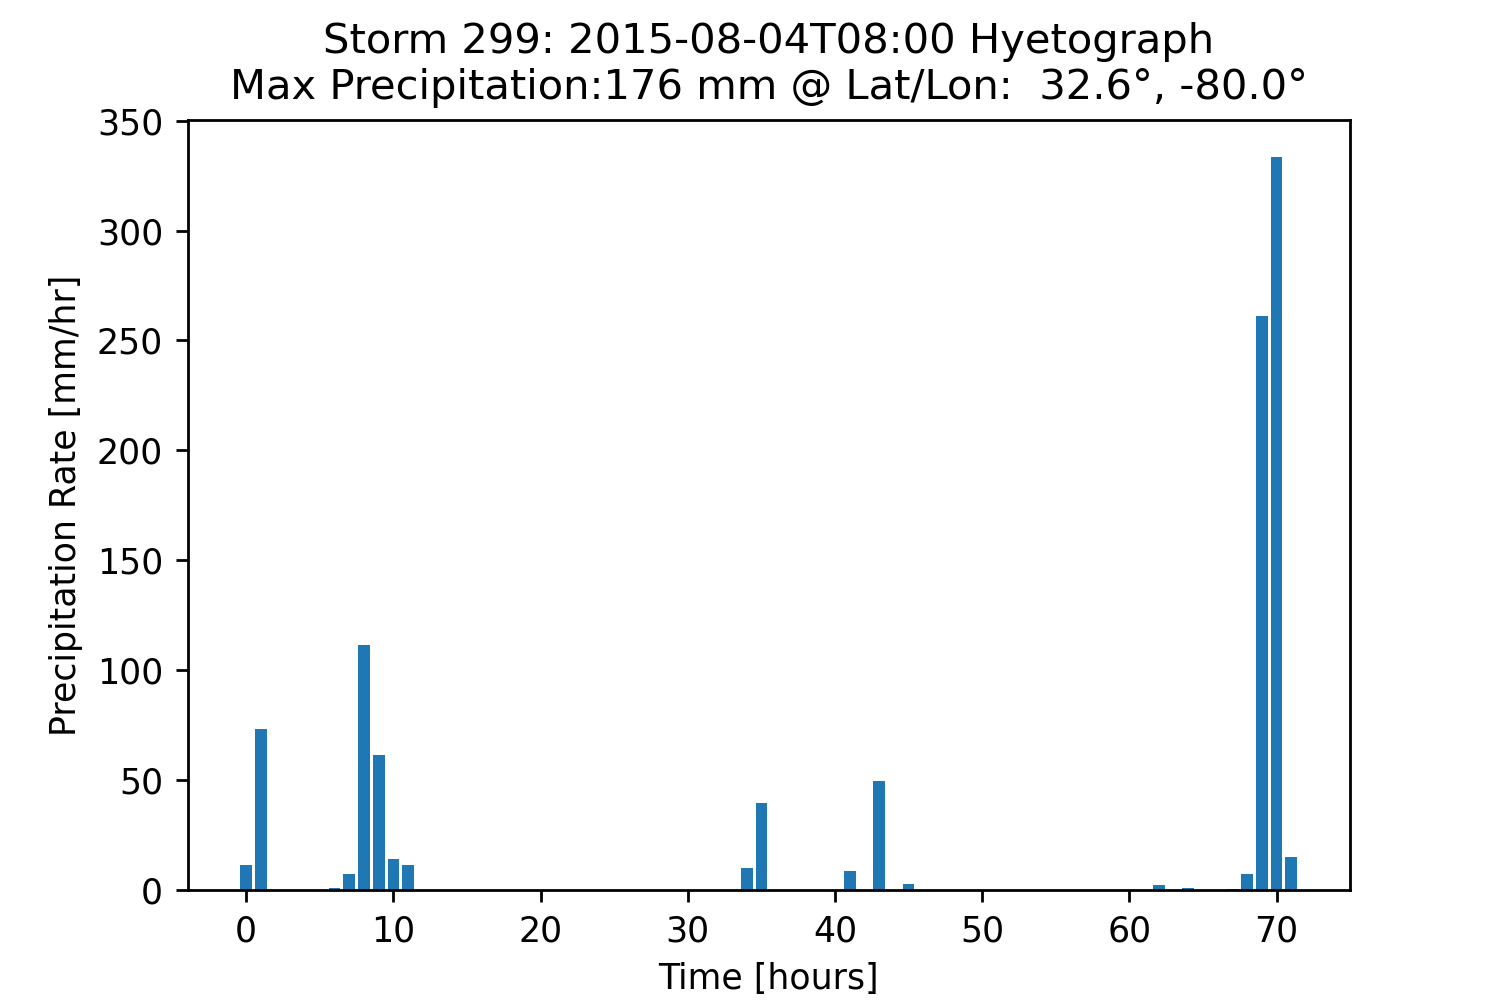 Storm 299: 2015-08-04T08:00 Hyetograph
Max Precipitation:176 mm @ Lat/Lon:  32.6°, -80.0°
350
300
250
200
150
100
50
0
Precipitation Rate [mm/hr]
0 10 20 30 40 50 60 70
Time [hours]